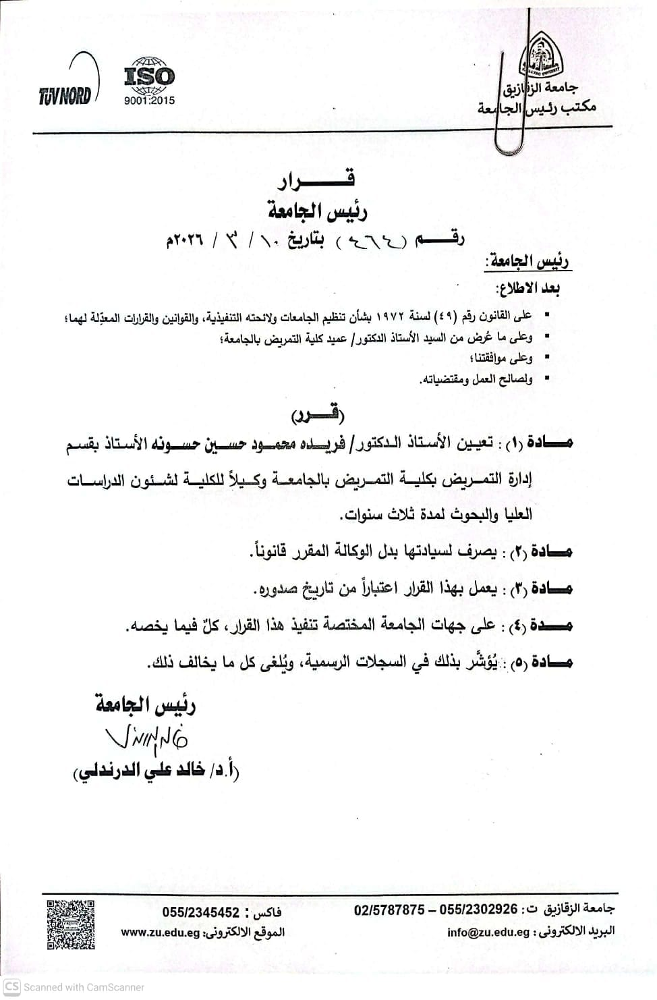 TÜV NORD
ISO
9001:2015
جامعة الزقازيق
مكتب رئيس الجامعة
قـــــرار
رئيس الجامعة
رقـــم (٤٦٤) بتاريخ ١٠ / ٣ / ٢٠٢٦م
رئيس الجامعة:
بعد الاطلاع:
▪ على القانون رقم (٤٩) لسنة ١٩٧٢ بشأن تنظيم الجامعات ولائحته التنفيذية، والقوانين والقرارات المعدِّلة لهما؛
▪ وعلى ما عُرض من السيد الأستاذ الدكتور/ عميد كلية التمريض بالجامعة؛
▪ وعلى موافقتنا؛
▪ ولصالح العمل ومقتضياته.
(قـــرر)
مـــادة (١): تعيين الأستاذ الدكتور/ فريده محمود حسين حسونه الأستاذ بقسم
إدارة التمريض بكلية التمريض بالجامعة وكيلاً للكلية لشئون الدراسات
العليا والبحوث لمدة ثلاث سنوات.
مـــادة (٢): يصرف لسيادتها بدل الوكالة المقرر قانوناً.
مـــادة (٣): يعمل بهذا القرار اعتباراً من تاريخ صدوره.
مـــدة (٤): على جهات الجامعة المختصة تنفيذ هذا القرار، كلٌ فيما يخصه.
مـــادة (٥): يُؤشَّر بذلك في السجلات الرسمية، ويُلغى كل ما يخالف ذلك.
رئيس الجامعة
(أ.د/ خالد علي الدرندلي)
جامعة الزقازيق ت: 055/2302926 – 02/5787875
فاكس : 055/2345452
البريد الالكترونى : info@zu.edu.eg
الموقع الالكترونى: www.zu.edu.eg
CS Scanned with CamScanner